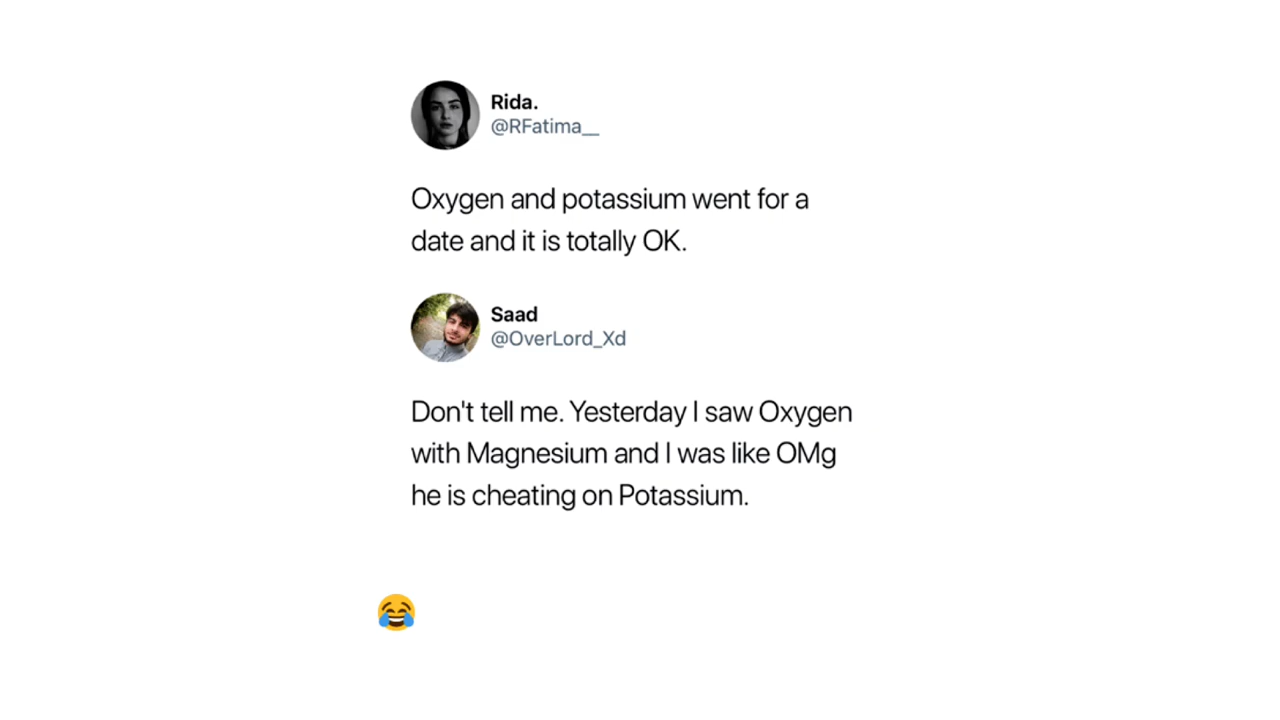 Rida.
@RFatima__
Oxygen and potassium went for a
date and it is totally OK.
Saad
@OverLord_Xd
Don't tell me. Yesterday I saw Oxygen
with Magnesium and I was like OMg
he is cheating on Potassium.
😂